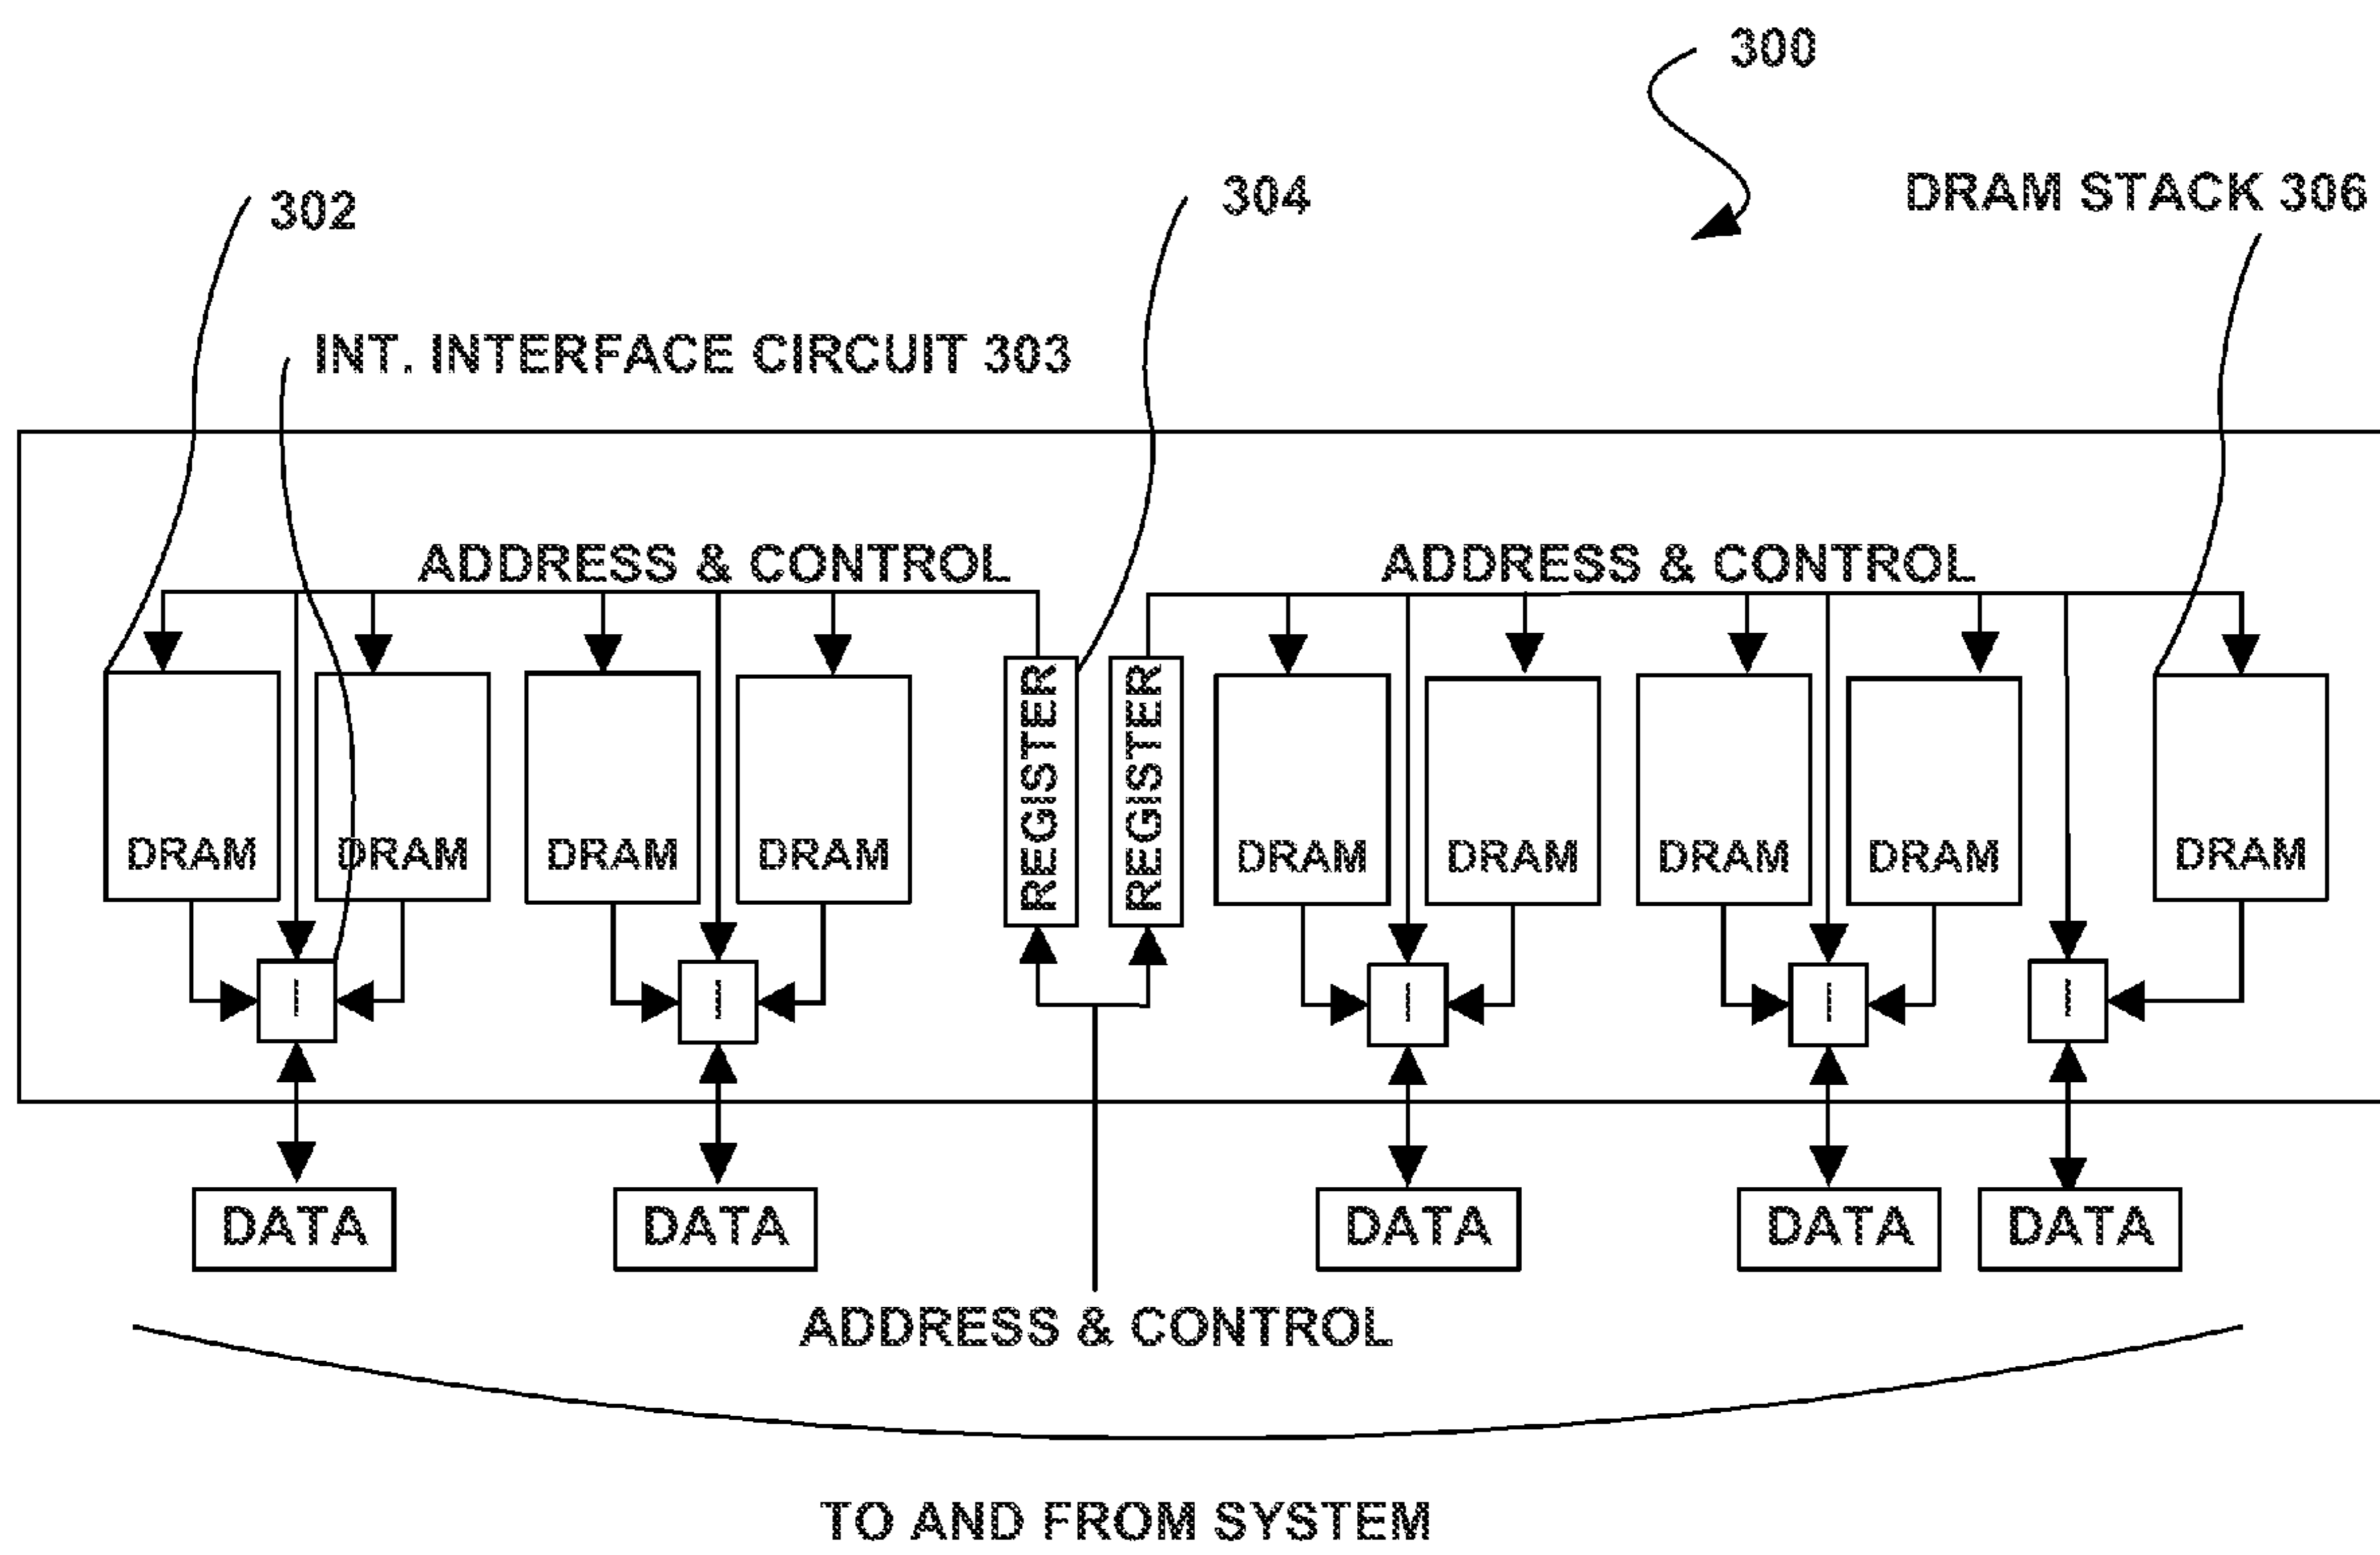 300
302
304
DRAM STACK 306
INT. INTERFACE CIRCUIT 303
ADDRESS & CONTROL
ADDRESS & CONTROL
REGISTER
REGISTER
DRAM
DRAM
DRAM
DRAM
DRAM
DRAM
DRAM
DRAM
DRAM
I
I
I
I
I
DATA
DATA
DATA
DATA
DATA
ADDRESS & CONTROL
TO AND FROM SYSTEM